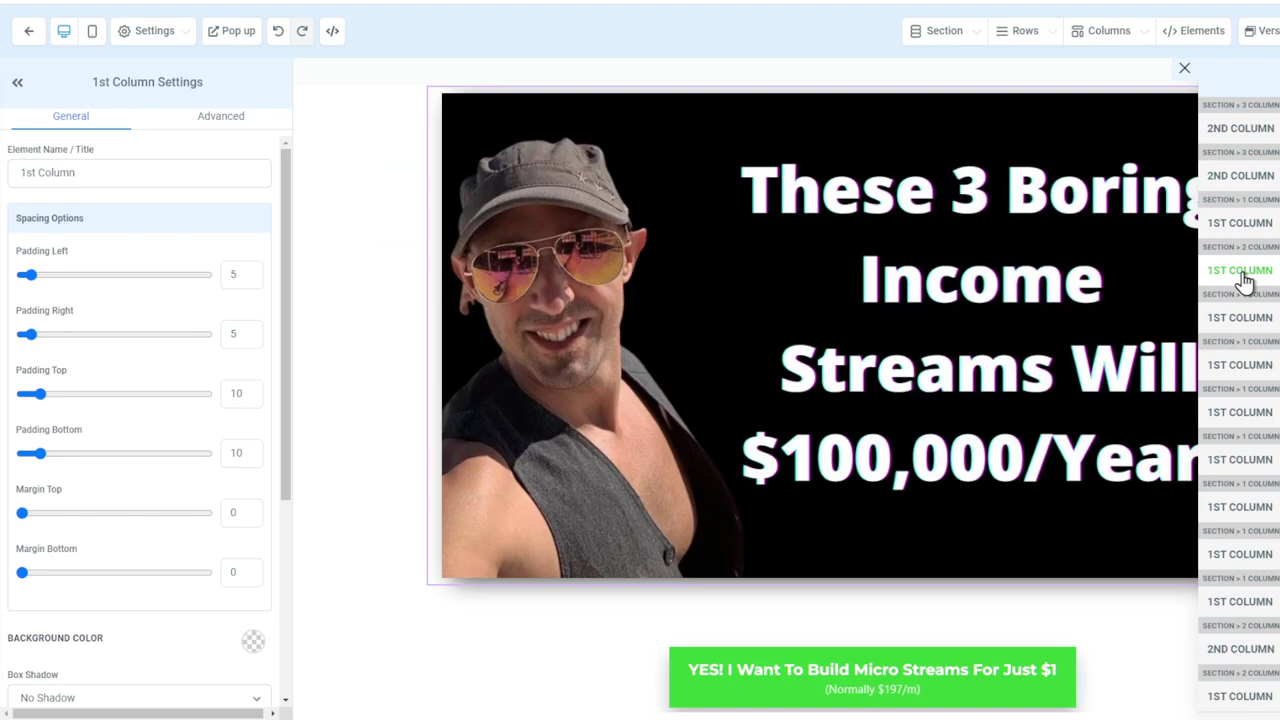 Settings
Pop up
Section
Rows
Columns
</> Elements
Vers
1st Column Settings
General
Advanced
Element Name / Title
1st Column
Spacing Options
Padding Left
5
Padding Right
5
Padding Top
10
Padding Bottom
10
Margin Top
0
Margin Bottom
0
BACKGROUND COLOR
Box Shadow
No Shadow
These 3 Boring
Income
Streams Will
$100,000/Year
YES! I Want To Build Micro Streams For Just $1
(Normally $197/m)
SECTION > 3 COLUMN
2ND COLUMN
SECTION > 3 COLUMN
2ND COLUMN
SECTION > 1 COLUMN
1ST COLUMN
SECTION > 2 COLUMN
1ST COLUMN
SECTION > 1 COLUMN
1ST COLUMN
SECTION > 1 COLUMN
1ST COLUMN
SECTION > 1 COLUMN
1ST COLUMN
SECTION > 1 COLUMN
1ST COLUMN
SECTION > 1 COLUMN
1ST COLUMN
SECTION > 1 COLUMN
1ST COLUMN
SECTION > 1 COLUMN
1ST COLUMN
SECTION > 2 COLUMN
2ND COLUMN
SECTION > 2 COLUMN
1ST COLUMN